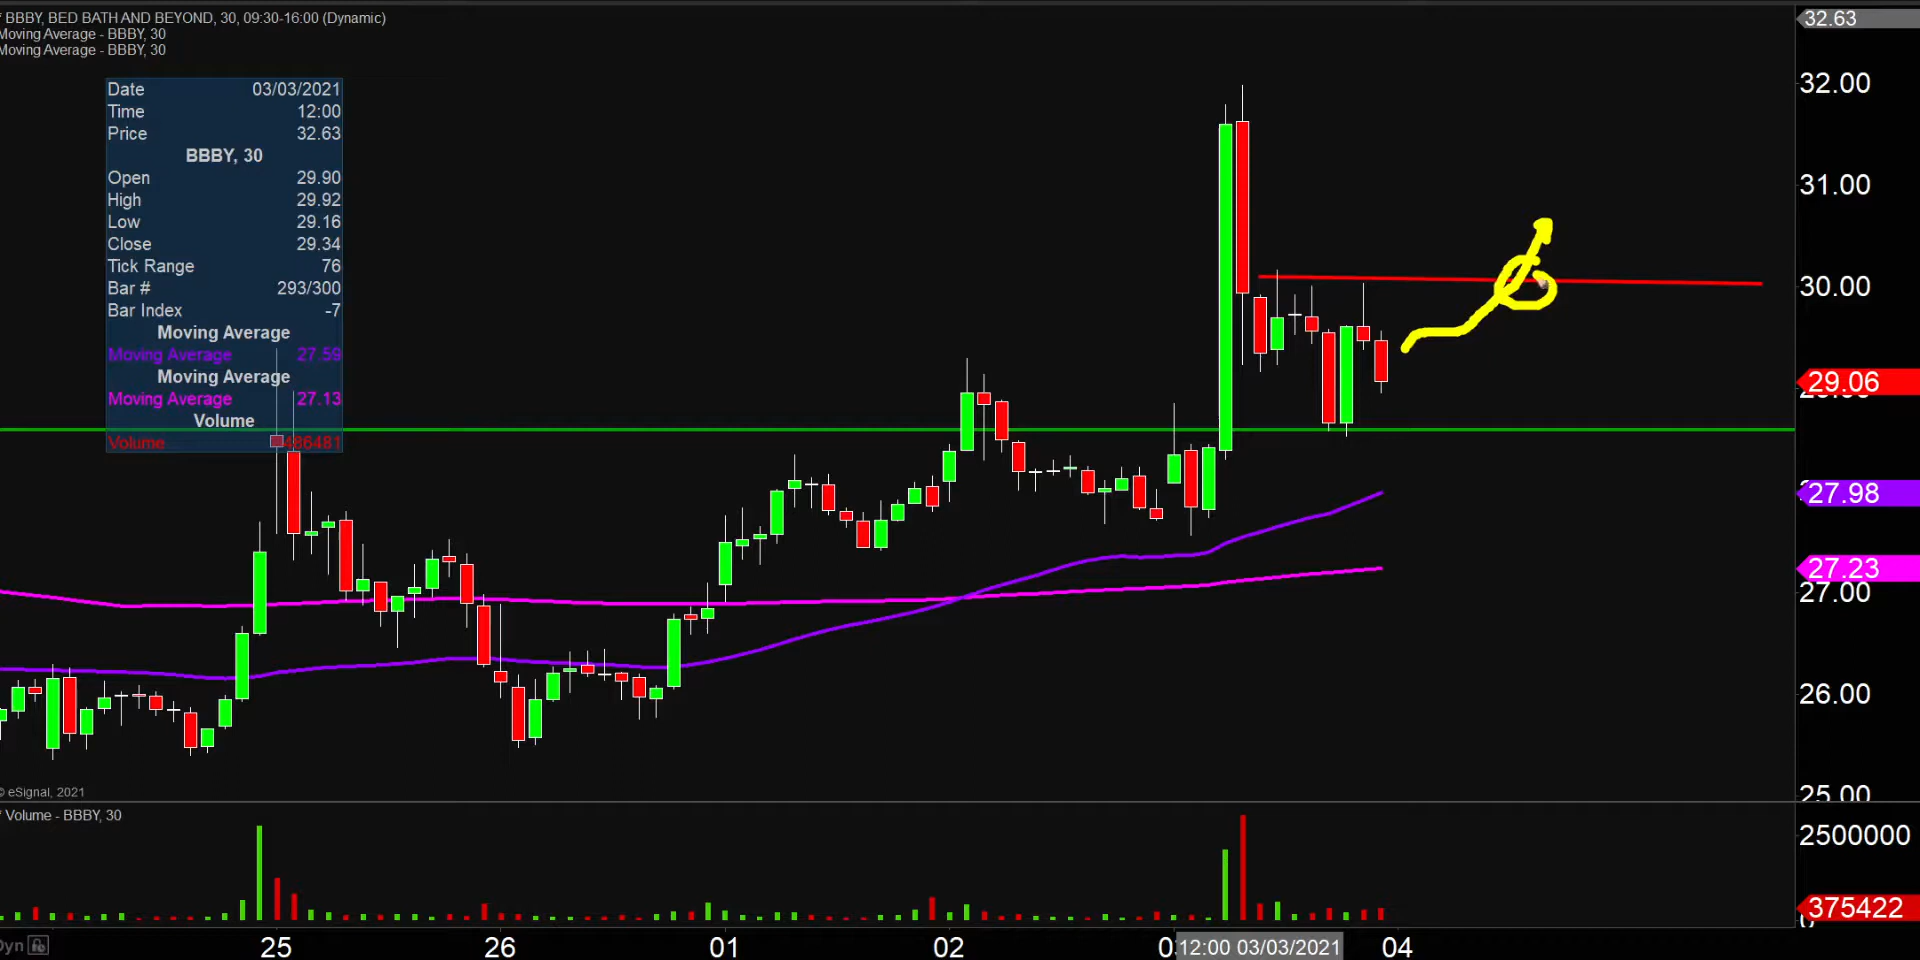 * BBBY, BED BATH AND BEYOND, 30, 09:30-16:00 (Dynamic)
Moving Average - BBBY, 30
Moving Average - BBBY, 30
32.63
Date 03/03/2021
Time 12:00
Price 32.63
BBBY, 30
Open 29.90
High 29.92
Low 29.16
Close 29.34
Tick Range 76
Bar # 293/300
Bar Index -7
Moving Average
Moving Average 27.59
Moving Average
Moving Average 27.13
Volume
Volume 486481
32.00
31.00
30.00
29.06
27.98
27.23
27.00
26.00
25.00
© eSignal, 2021
* Volume - BBBY, 30
2500000
375422
Dyn
25 26 01 02 12:00 03/03/2021 04